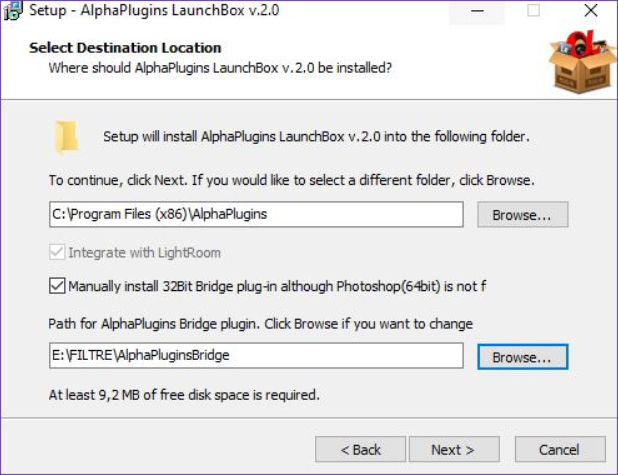 Setup - AlphaPlugins LaunchBox v.2.0
Select Destination Location
Where should AlphaPlugins LaunchBox v.2.0 be installed?
Setup will install AlphaPlugins LaunchBox v.2.0 into the following folder.
To continue, click Next. If you would like to select a different folder, click Browse.
C:\Program Files (x86)\AlphaPlugins
Browse...
Integrate with LightRoom
Manually install 32Bit Bridge plug-in although Photoshop(64bit) is not f
Path for AlphaPlugins Bridge plugin. Click Browse if you want to change
E:\FILTRE\AlphaPluginsBridge
Browse...
At least 9,2 MB of free disk space is required.
< Back
Next >
Cancel